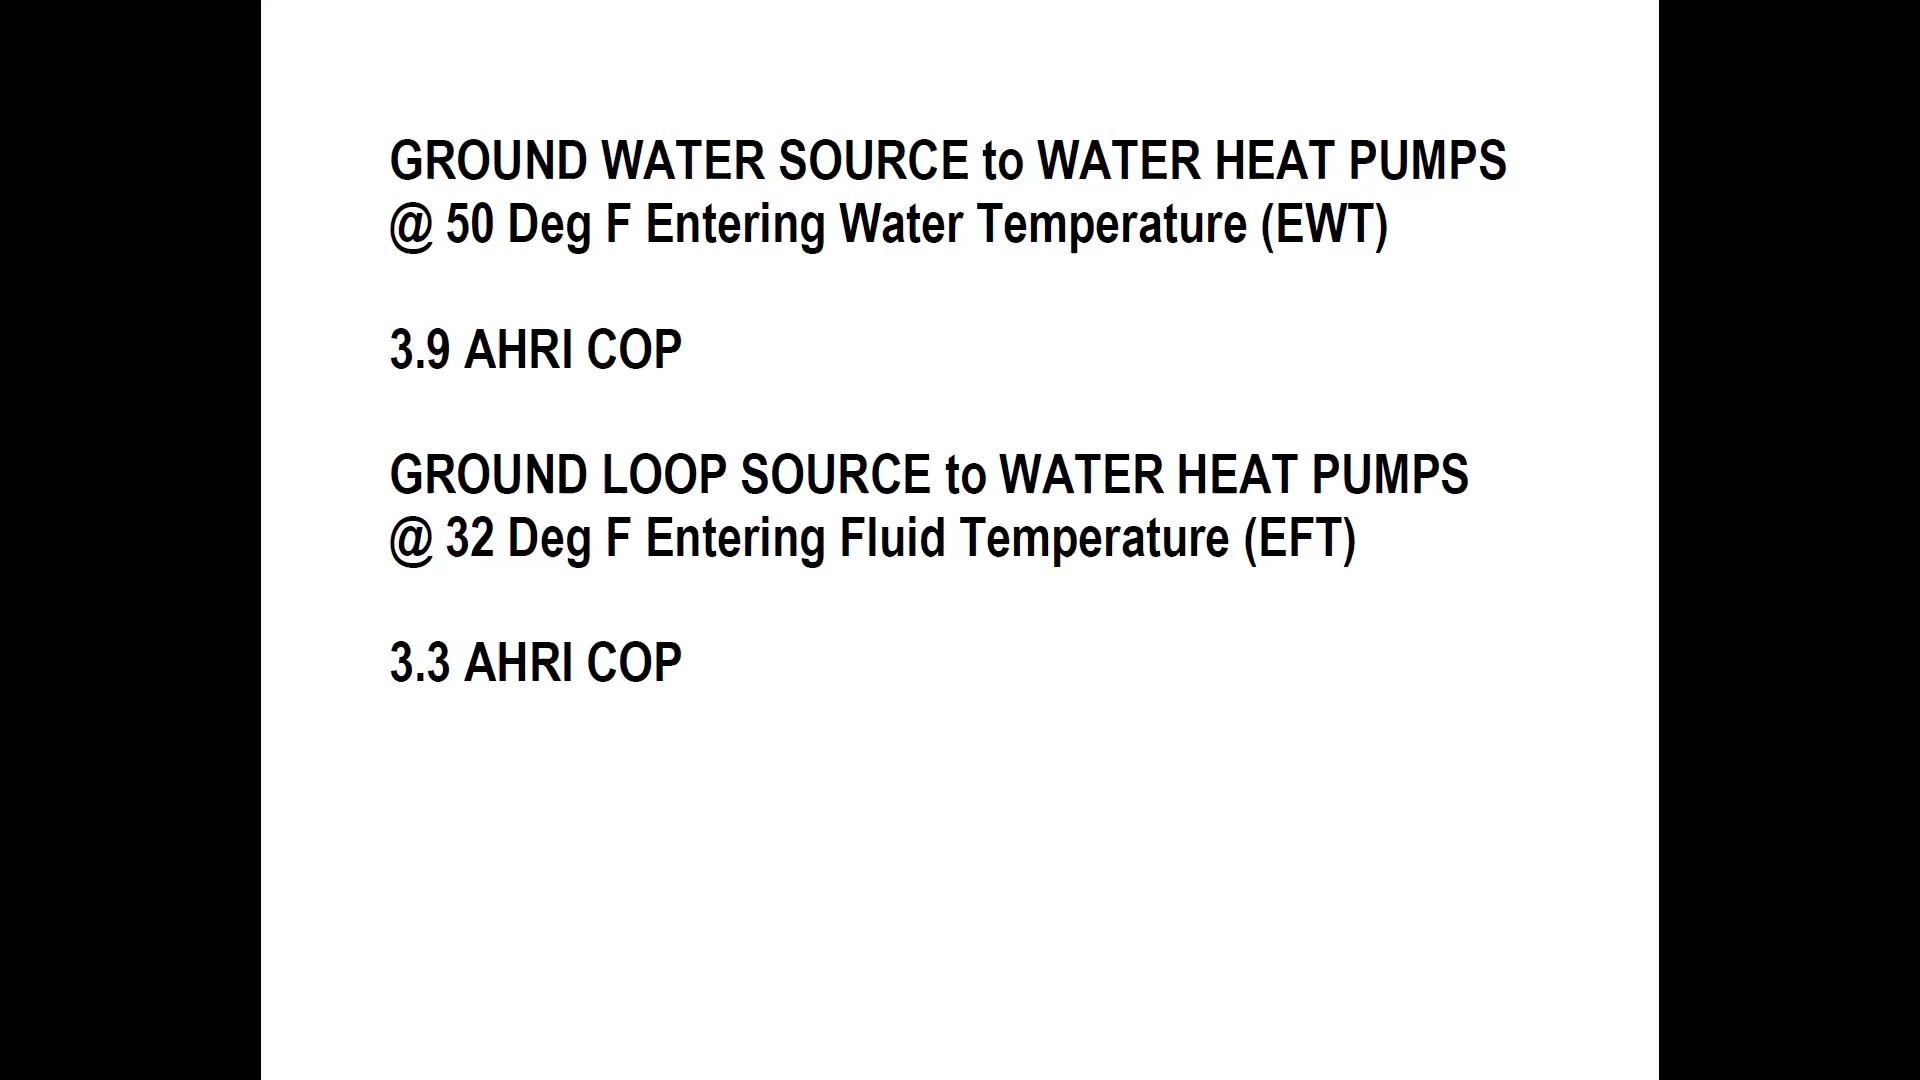 GROUND WATER SOURCE to WATER HEAT PUMPS
@ 50 Deg F Entering Water Temperature (EWT)
3.9 AHRI COP
GROUND LOOP SOURCE to WATER HEAT PUMPS
@ 32 Deg F Entering Fluid Temperature (EFT)
3.3 AHRI COP